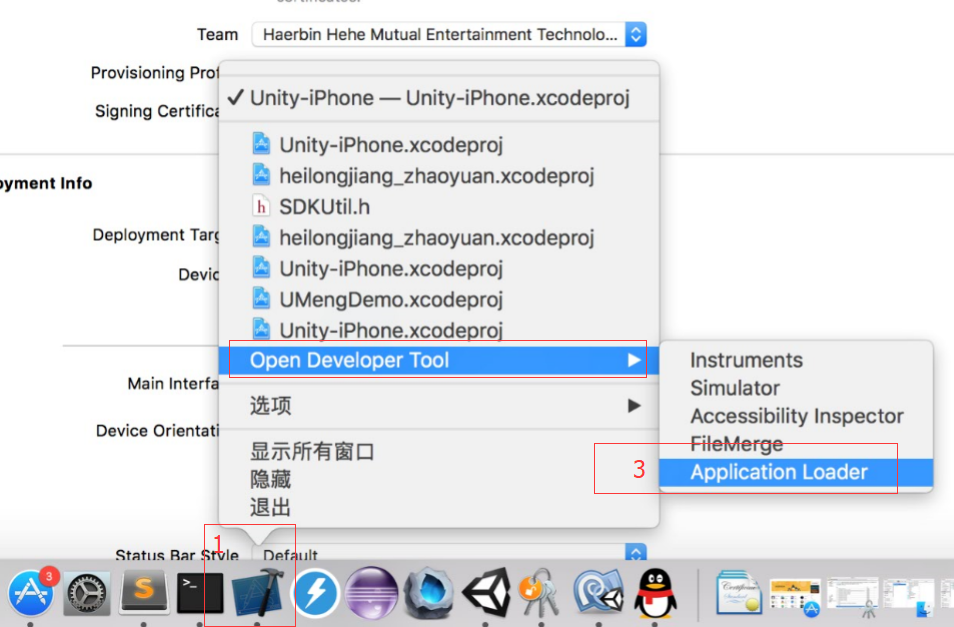 certificates.
Team Haerbin Hehe Mutual Entertainment Technolo...
Provisioning Prof
✓ Unity-iPhone — Unity-iPhone.xcodeproj
Signing Certifica
Unity-iPhone.xcodeproj
heilongjiang_zhaoyuan.xcodeproj
oyment Info
h SDKUtil.h
Deployment Targ
heilongjiang_zhaoyuan.xcodeproj
Devic
Unity-iPhone.xcodeproj
UMengDemo.xcodeproj
Unity-iPhone.xcodeproj
Open Developer Tool
Instruments
Main Interfa
Simulator
选项
Accessibility Inspector
Device Orientati
FileMerge
显示所有窗口
3 Application Loader
隐藏
退出
1
Status Bar Style Default
3
S
>_